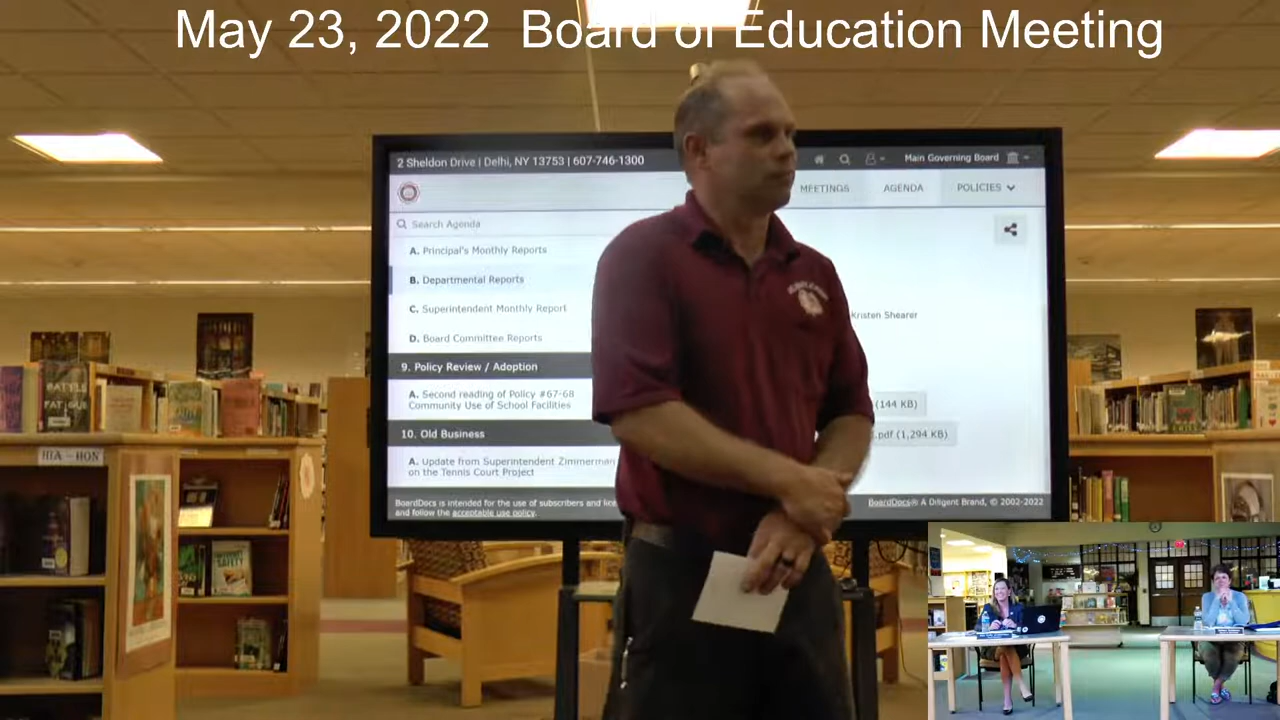 May 23, 2022 Board of Education Meeting
2 Sheldon Drive | Delhi, NY 13753 | 607-746-1300
Main Governing Board
MEETINGS AGENDA POLICIES
Search Agenda
A. Principal's Monthly Reports
B. Departmental Reports
C. Superintendent Monthly Report
Kristen Shearer
D. Board Committee Reports
9. Policy Review / Adoption
A. Second reading of Policy #67-68
Community Use of School Facilities
(144 KB)
10. Old Business
.pdf (1,294 KB)
A. Update from Superintendent Zimmerman
on the Tennis Court Project
BoardDocs is intended for the use of subscribers and lice
and follow the acceptable use policy.
BoardDocs® A Diligent Brand, © 2002-2022
BATTLE
FATIGUE
HIA - HON